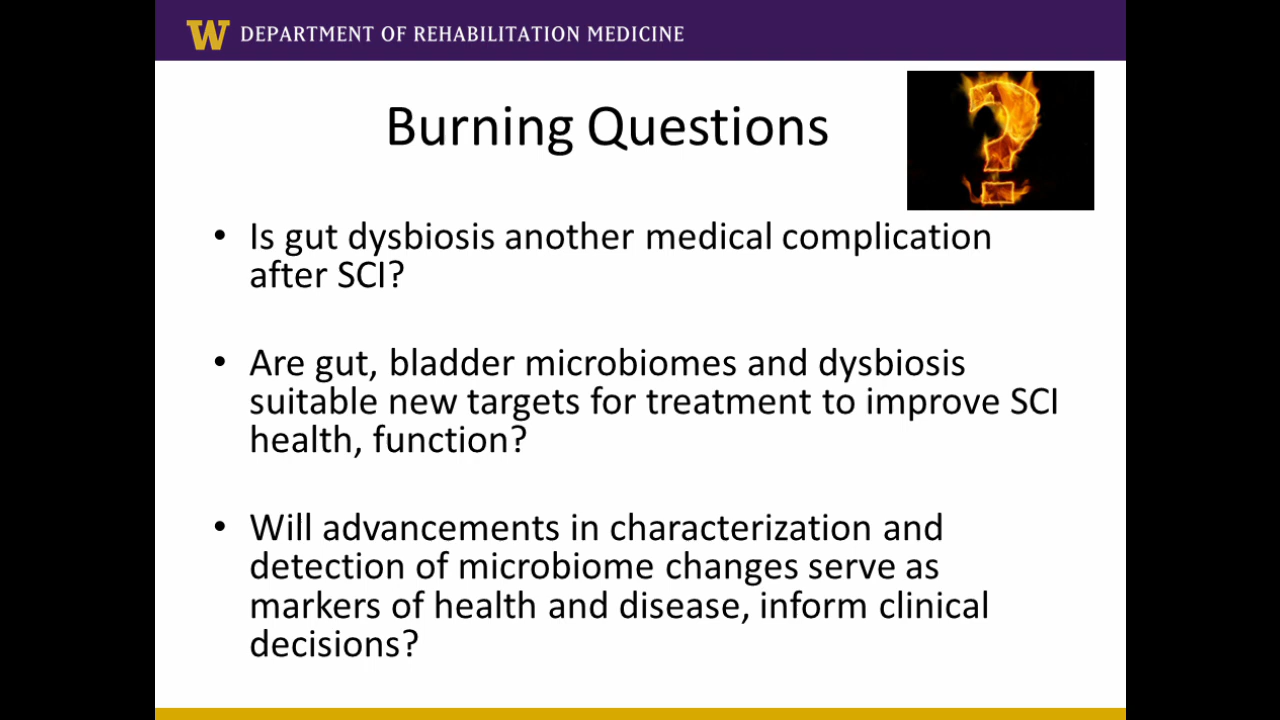 W DEPARTMENT OF REHABILITATION MEDICINE
Burning Questions
?
• Is gut dysbiosis another medical complication
after SCI?
• Are gut, bladder microbiomes and dysbiosis
suitable new targets for treatment to improve SCI
health, function?
• Will advancements in characterization and
detection of microbiome changes serve as
markers of health and disease, inform clinical
decisions?